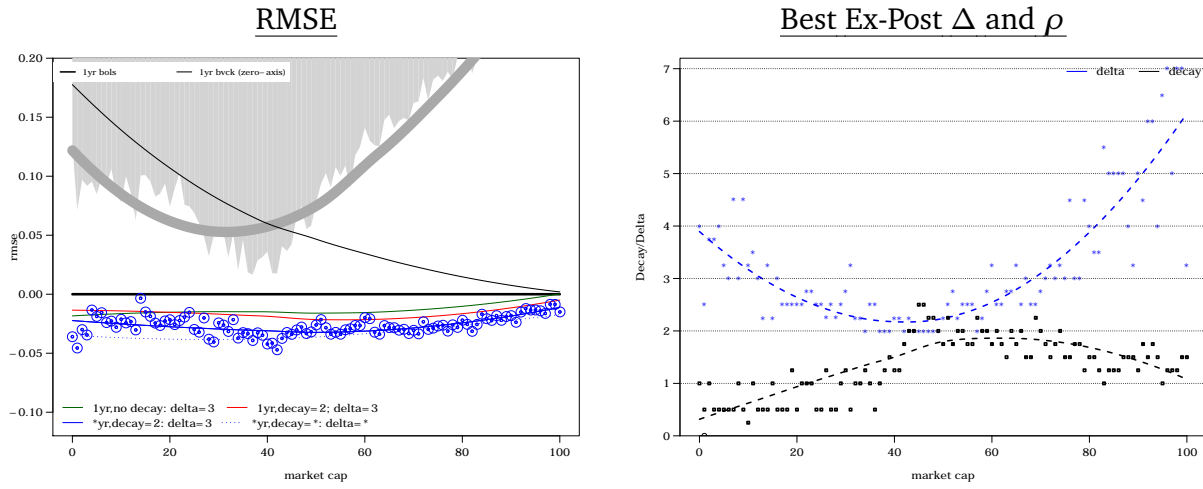 RMSE
Best Ex-Post Δ and ρ
1yr bols
1yr bvck (zero-axis)
0.20
0.15
0.10
0.05
0.00
−0.05
−0.10
rmse
1yr,no decay: delta=3
1yr,decay=2; delta=3
*yr,decay=2: delta=3
*yr,decay=*: delta=*
0 20 40 60 80 100
market cap
delta
decay
7
6
5
4
3
2
1
0
Decay/Delta
0 20 40 60 80 100
market cap